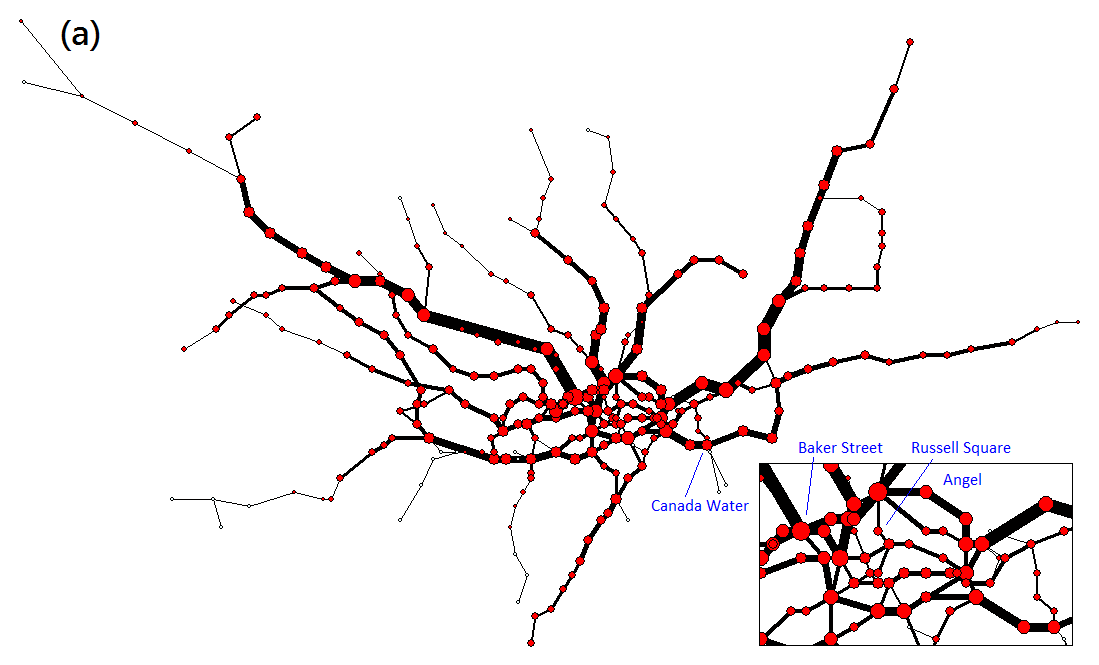 (a)
Baker Street
Russell Square
Angel
Canada Water